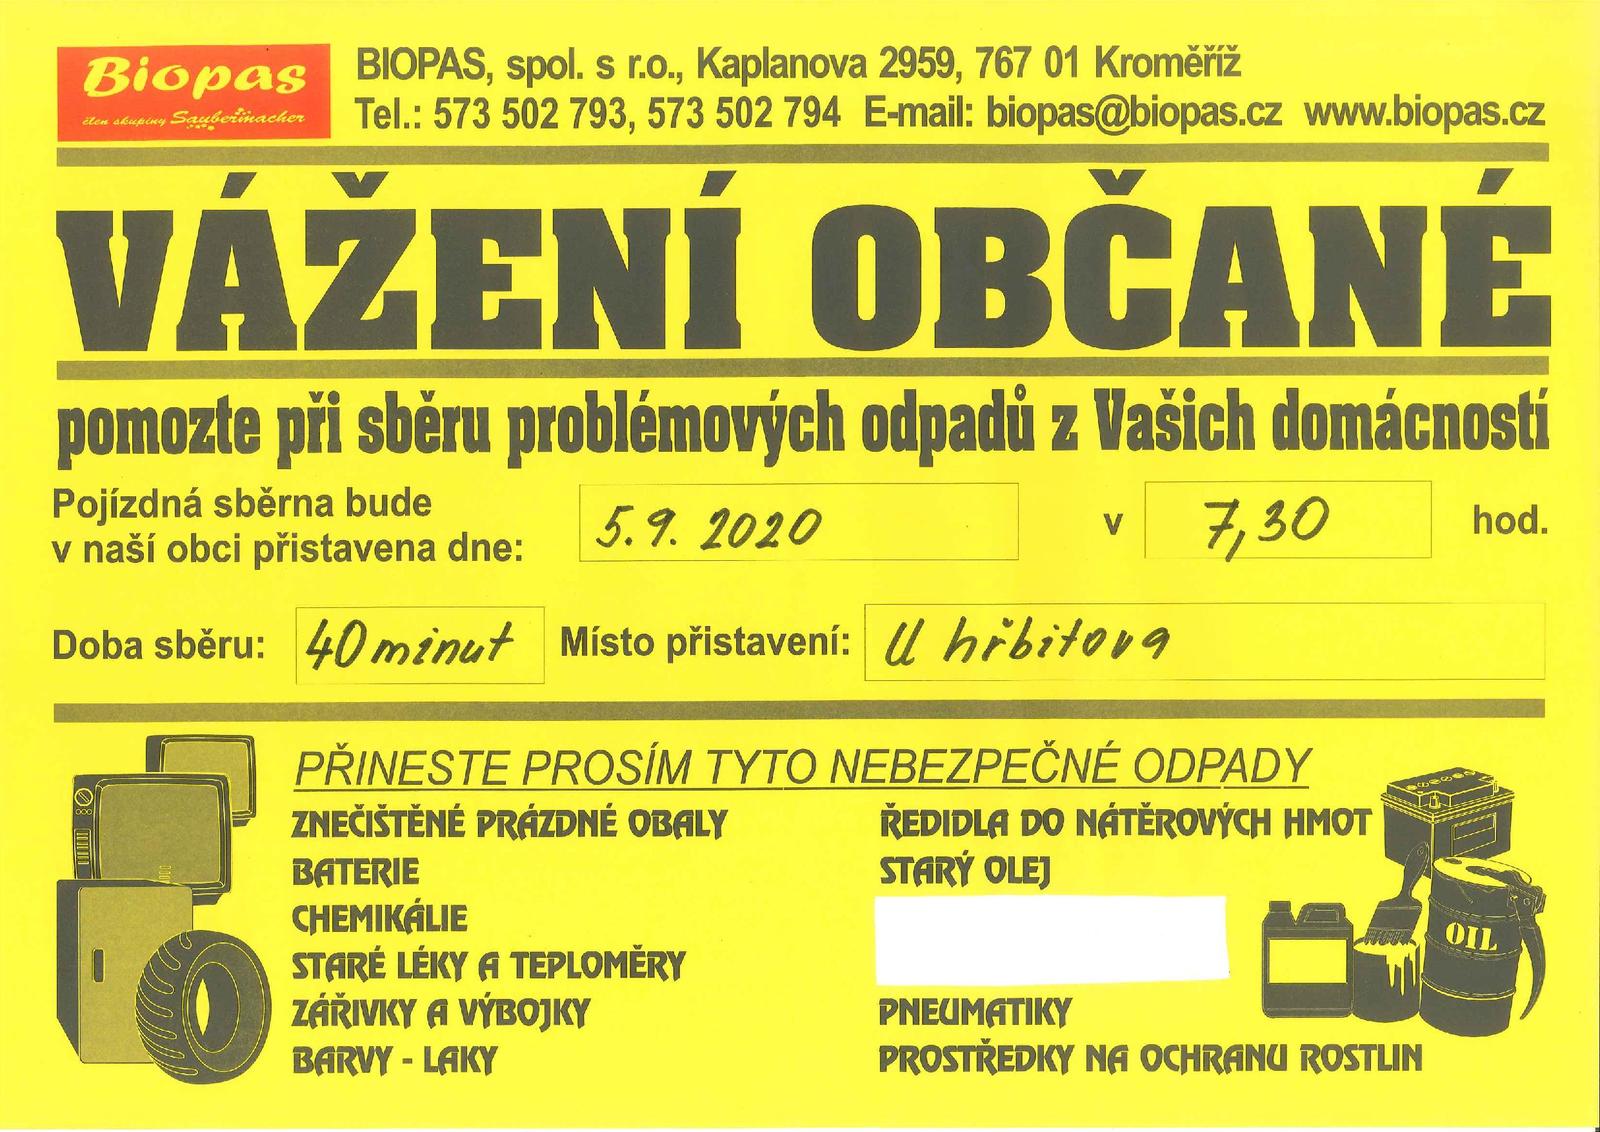 Biopas
člen skupiny Saubermacher
BIOPAS, spol. s r.o., Kaplanova 2959, 767 01 Kroměříž
Tel.: 573 502 793, 573 502 794 E-mail: biopas@biopas.cz www.biopas.cz
VÁŽENÍ OBČANÉ
pomozte při sběru problémových odpadů z Vašich domácností
Pojízdná sběrna bude
v naší obci přistavena dne: 5.9.2020 v 7,30 hod.
Doba sběru: 40 minut Místo přistavení: U hřbitova
PŘINESTE PROSÍM TYTO NEBEZPEČNÉ ODPADY
ZNEČIŠTĚNÉ PRÁZDNÉ OBALY
BATERIE
CHEMIKÁLIE
STARÉ LÉKY A TEPLOMĚRY
ZÁŘIVKY A VÝBOJKY
BARVY - LAKY
ŘEDIDLA DO NÁTĚROVÝCH HMOT
STARÝ OLEJ
PNEUMATIKY
PROSTŘEDKY NA OCHRANU ROSTLIN
OIL